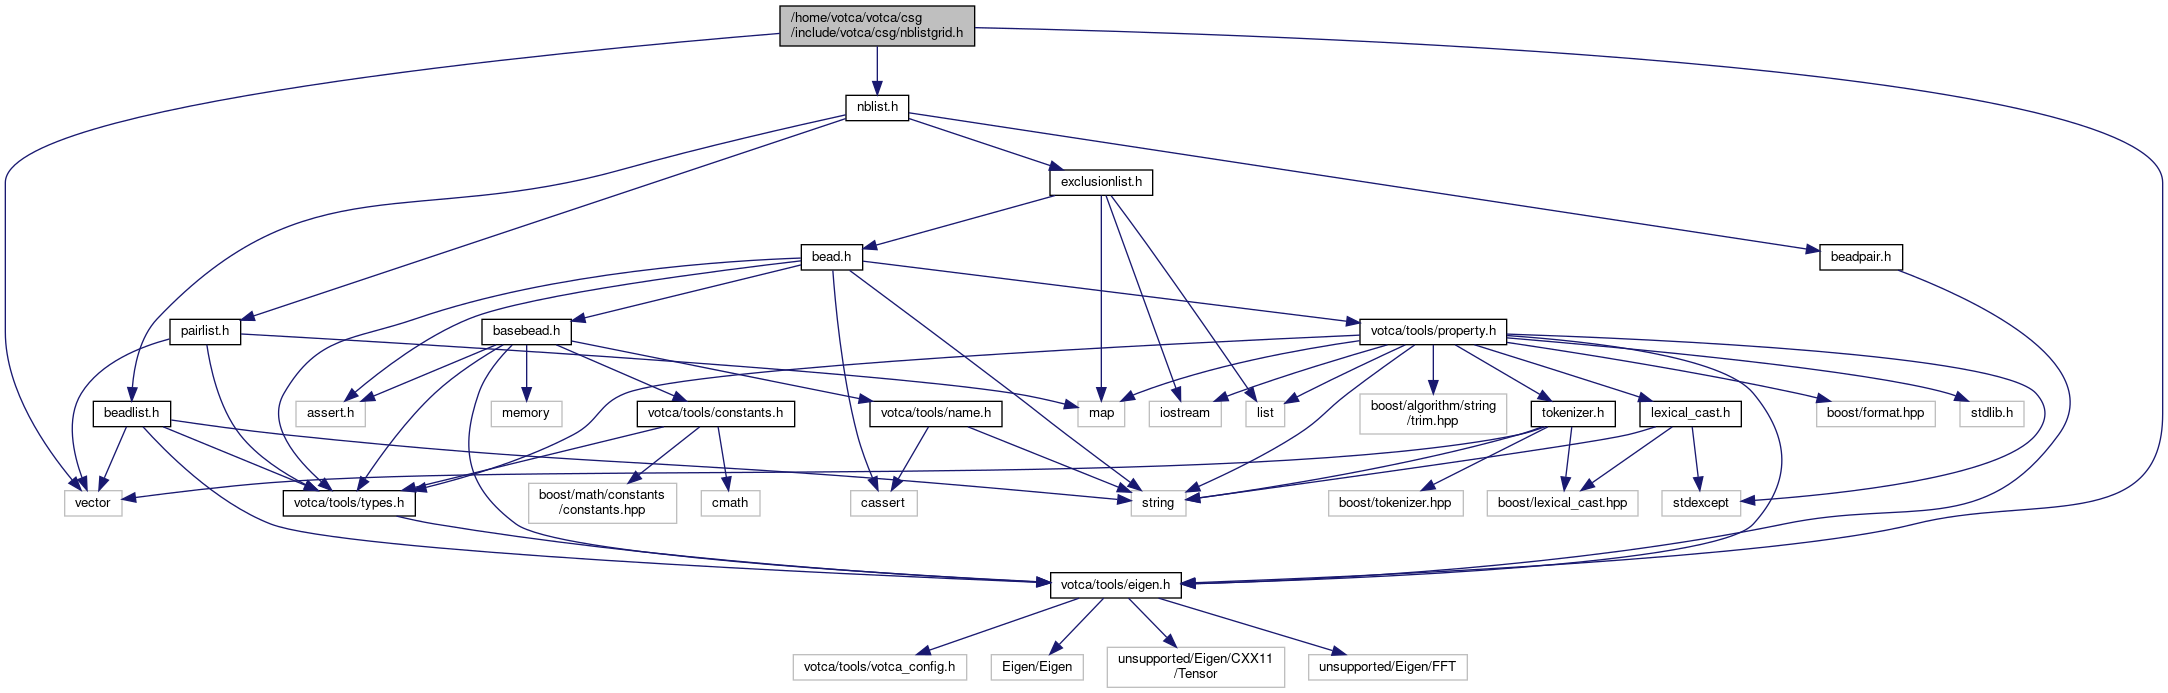 /home/votca/votca/csg
/include/votca/csg/nblistgrid.h
nblist.h
exclusionlist.h
bead.h
beadpair.h
pairlist.h
basebead.h
votca/tools/property.h
beadlist.h
assert.h
memory
votca/tools/constants.h
votca/tools/name.h
map
iostream
list
boost/algorithm/string
/trim.hpp
tokenizer.h
lexical_cast.h
boost/format.hpp
stdlib.h
vector
votca/tools/types.h
boost/math/constants
/constants.hpp
cmath
cassert
string
boost/tokenizer.hpp
boost/lexical_cast.hpp
stdexcept
votca/tools/eigen.h
votca/tools/votca_config.h
Eigen/Eigen
unsupported/Eigen/CXX11
/Tensor
unsupported/Eigen/FFT